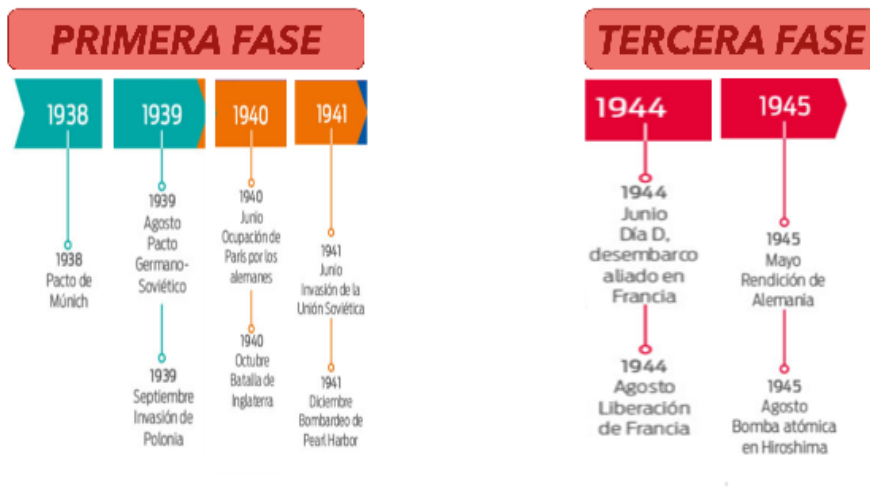 PRIMERA FASE
TERCERA FASE
1938
1939
1940
1941
1944
1945
1938
Pacto de
Múnich
1939
Agosto
Pacto
Germano-
Soviético
1939
Septiembre
Invasión de
Polonia
1940
Junio
Ocupación de
París por los
alemanes
1940
Octubre
Batalla de
Inglaterra
1941
Junio
Invasión de la
Unión Soviética
1941
Diciembre
Bombardeo de
Pearl Harbor
1944
Junio
Día D,
desembarco
aliado en
Francia
1944
Agosto
Liberación
de Francia
1945
Mayo
Rendición de
Alemania
1945
Agosto
Bomba atómica
en Hiroshima